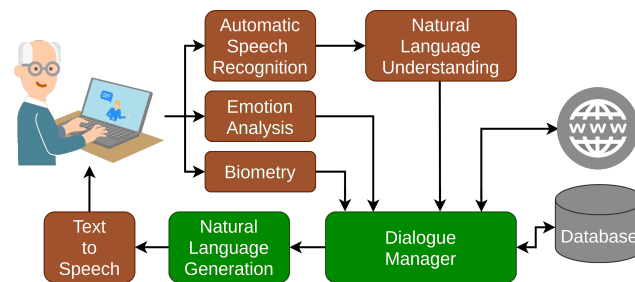 Automatic
Speech
Recognition
Natural
Language
Understanding
Emotion
Analysis
Biometry
WWW
Text
to
Speech
Natural
Language
Generation
Dialogue
Manager
Database